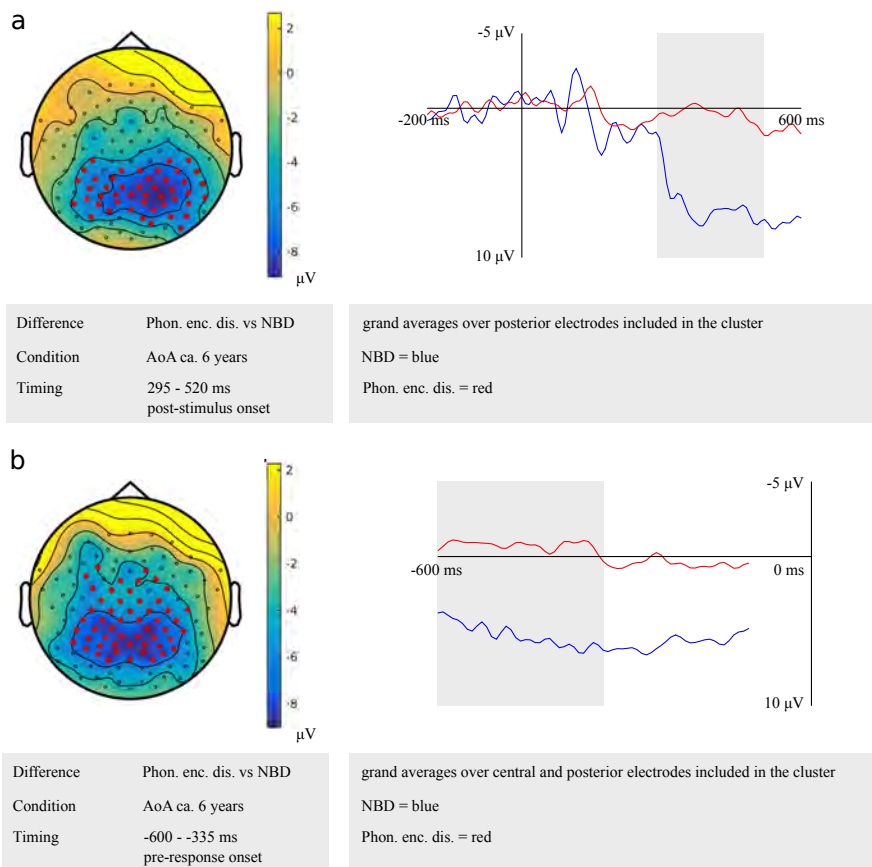 a
2
0
-2
-4
-6
-8
μV
-5 μV
-200 ms
600 ms
10 μV
Difference Phon. enc. dis. vs NBD
Condition AoA ca. 6 years
Timing 295 - 520 ms
post-stimulus onset
grand averages over posterior electrodes included in the cluster
NBD = blue
Phon. enc. dis. = red
b
2
0
-2
-4
-6
-8
μV
-5 μV
-600 ms
0 ms
10 μV
Difference Phon. enc. dis. vs NBD
Condition AoA ca. 6 years
Timing -600 - -335 ms
pre-response onset
grand averages over central and posterior electrodes included in the cluster
NBD = blue
Phon. enc. dis. = red